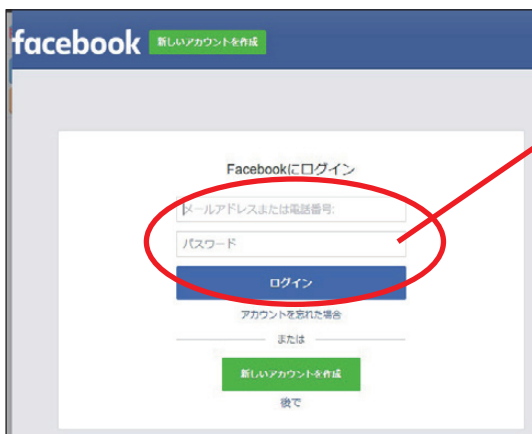 facebook 新しいアカウントを作成
Facebookにログイン
メールアドレスまたは電話番号:
パスワード
ログイン
アカウントを忘れた場合
または
新しいアカウントを作成
後で